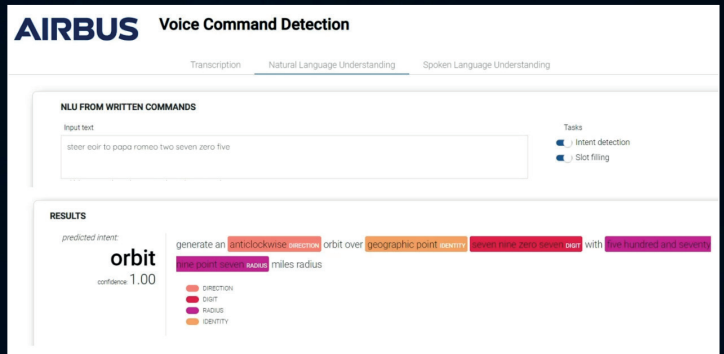 AIRBUS
Voice Command Detection
Transcription Natural Language Understanding Spoken Language Understanding
NLU FROM WRITTEN COMMANDS
Input text
Tasks
steer eoir to papa romeo two seven zero five
Intent detection
Slot filling
RESULTS
predicted intent:
orbit
confidence: 1.00
generate an anticlockwise DIRECTION orbit over geographic point IDENTITY seven nine zero seven DIGIT with five hundred and seventy
nine point seven RADIUS miles radius
DIRECTION
DIGIT
RADIUS
IDENTITY